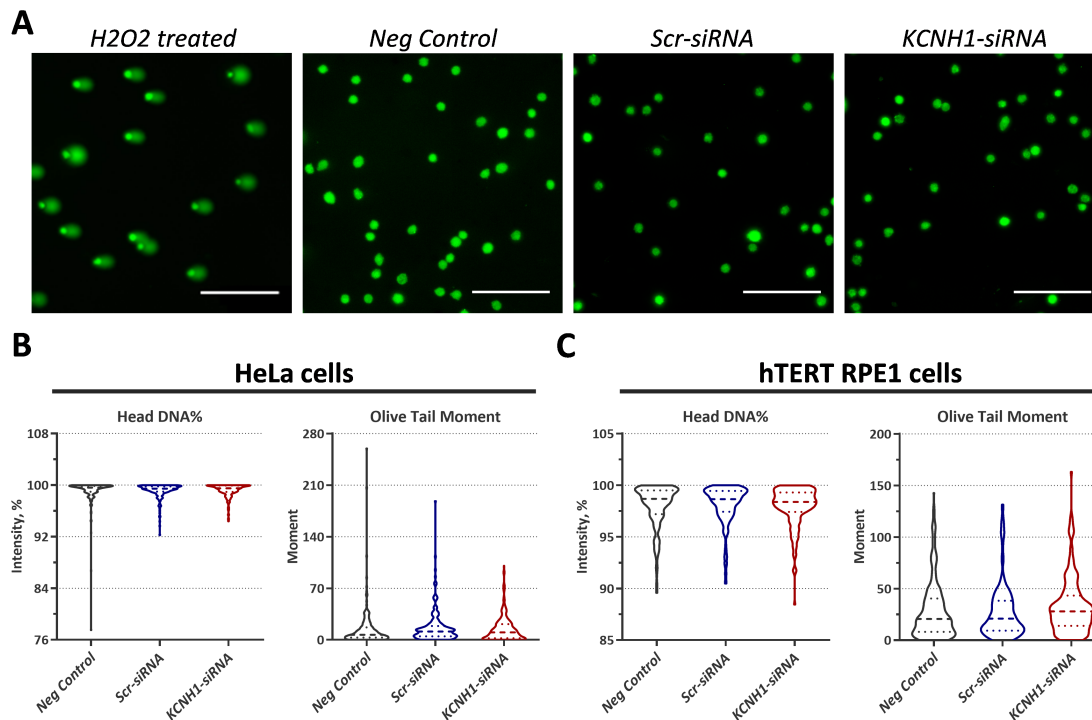 A
H2O2 treated
Neg Control
Scr-siRNA
KCNH1-siRNA
B
HeLa cells
Head DNA%
Intensity, %
108
100
92
84
76
Neg Control
Scr-siRNA
KCNH1-siRNA
Olive Tail Moment
Moment
280
210
140
70
0
Neg Control
Scr-siRNA
KCNH1-siRNA
C
hTERT RPE1 cells
Head DNA%
Intensity, %
105
100
95
90
85
Neg Control
Scr-siRNA
KCNH1-siRNA
Olive Tail Moment
Moment
200
150
100
50
0
Neg Control
Scr-siRNA
KCNH1-siRNA